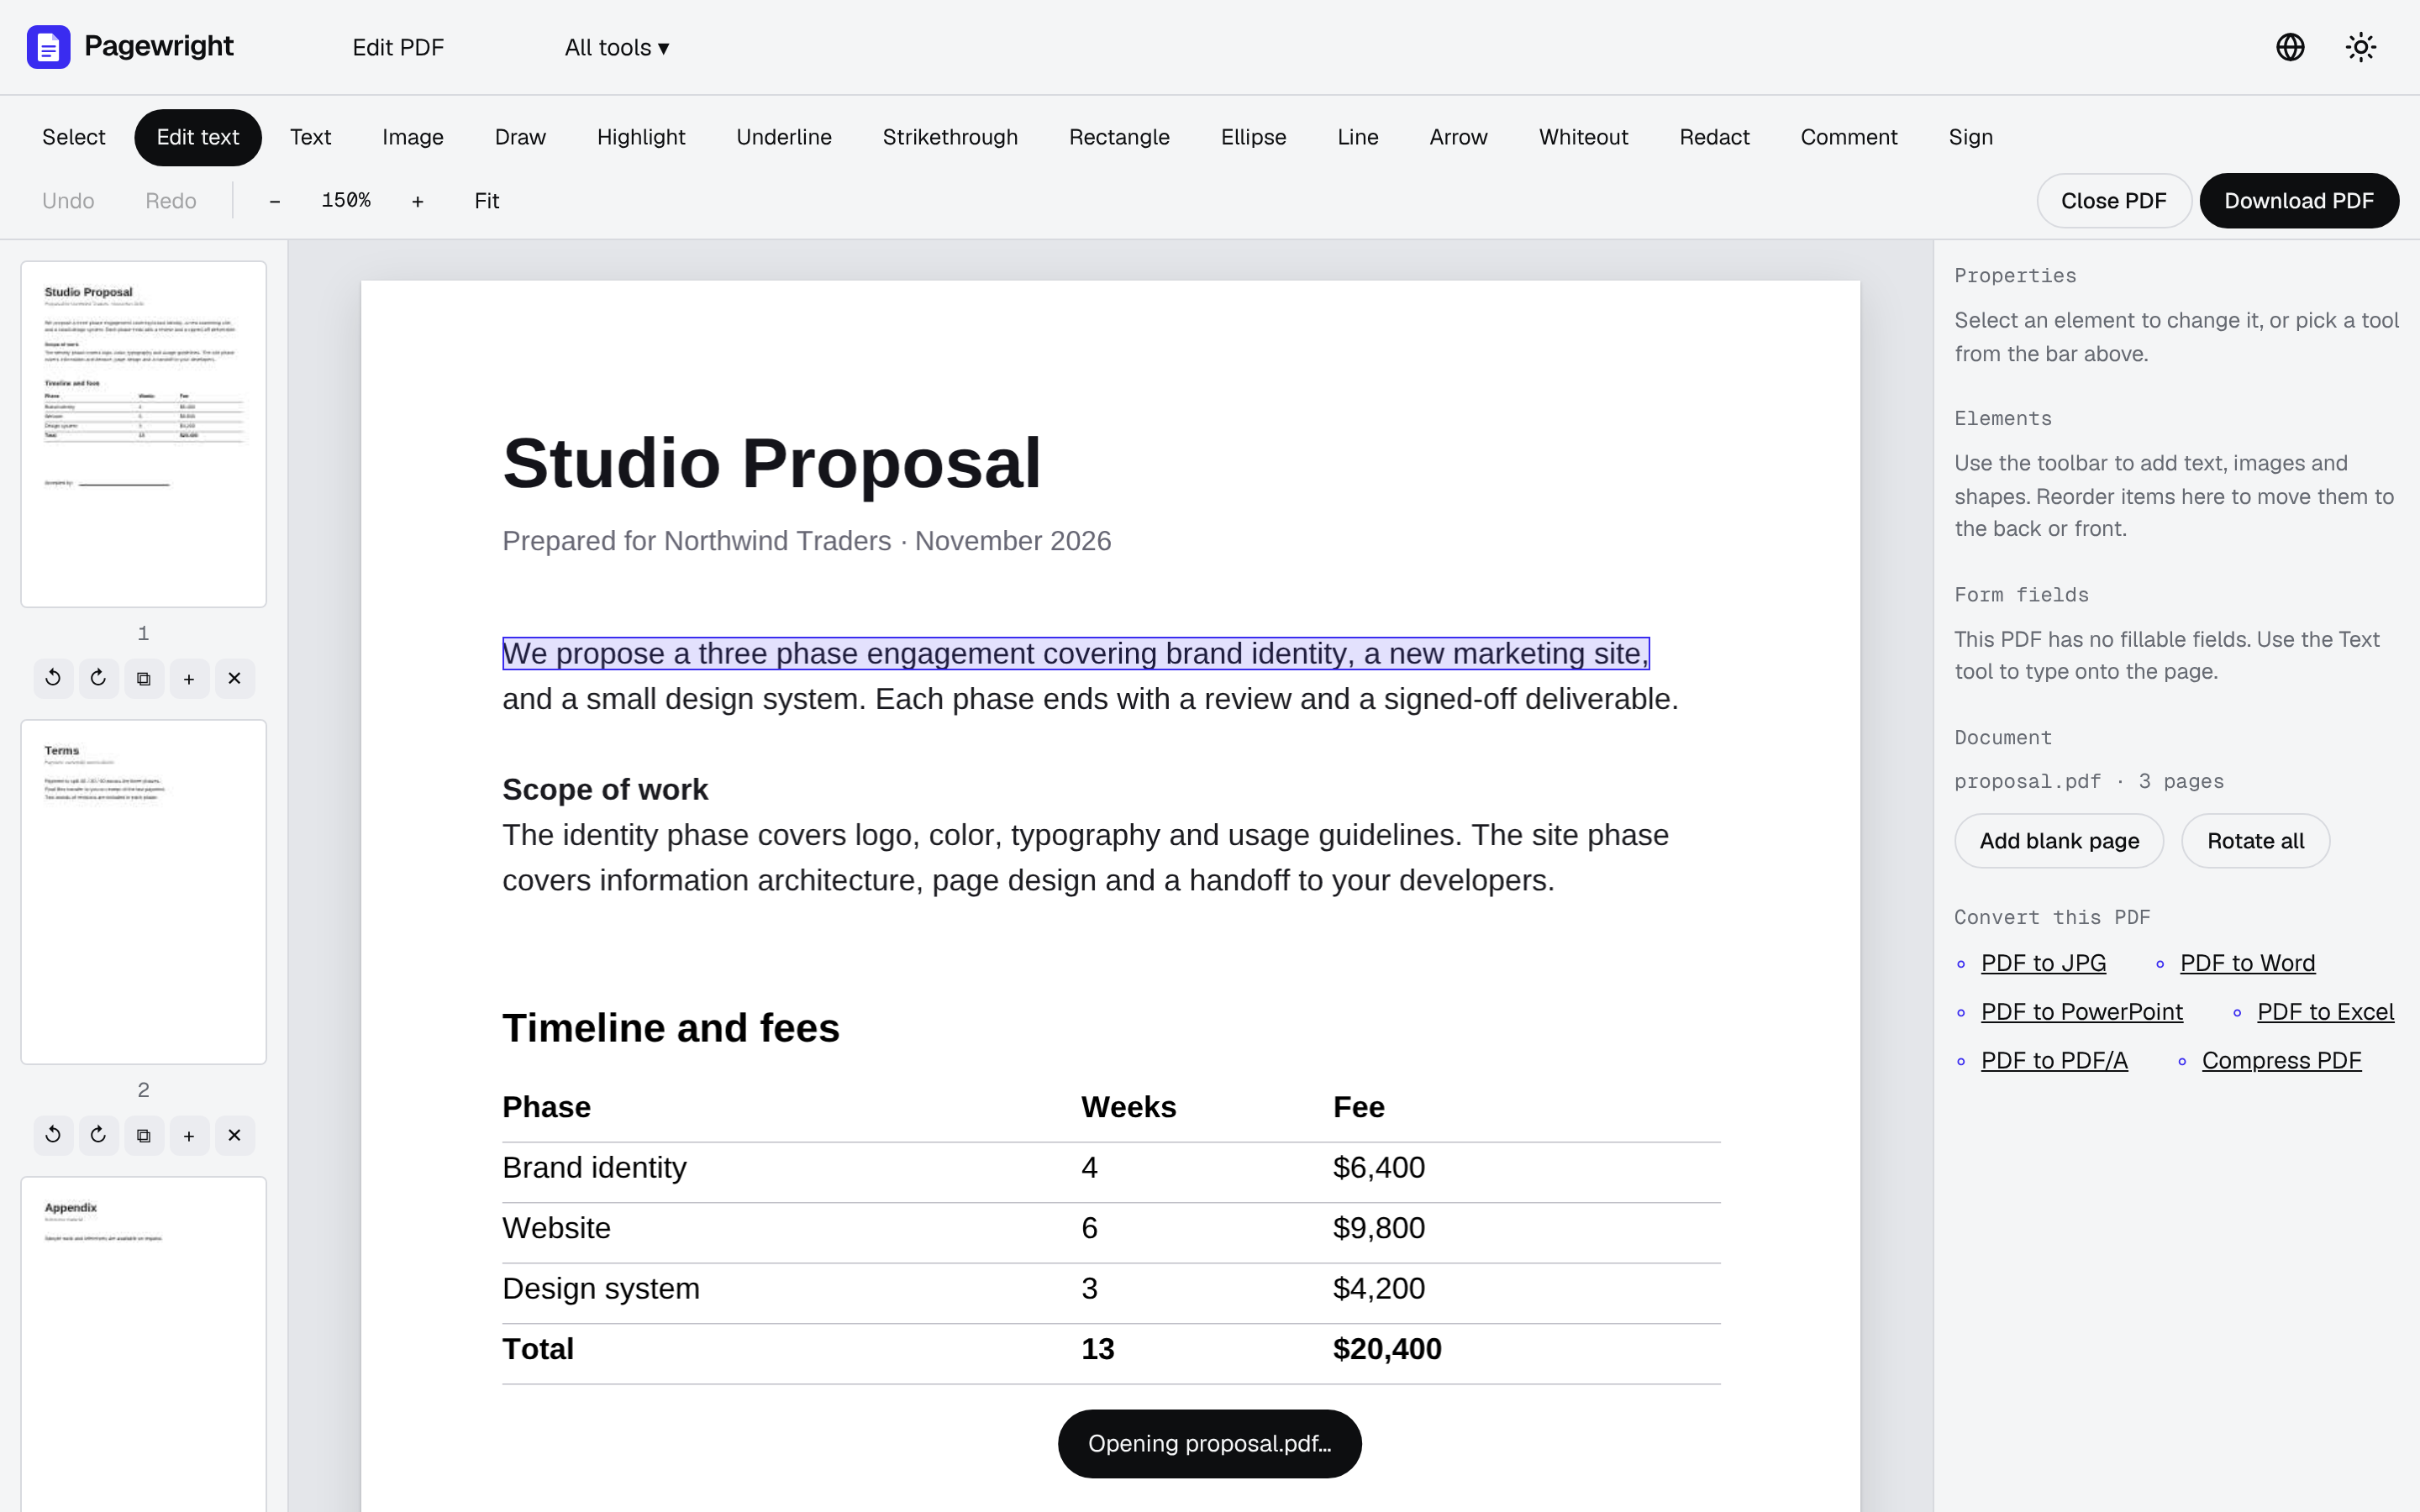 Pagewright
Edit PDF
All tools ▾
Select
Edit text
Text
Image
Draw
Highlight
Underline
Strikethrough
Rectangle
Ellipse
Line
Arrow
Whiteout
Redact
Comment
Sign
Undo
Redo
−
150%
+
Fit
Close PDF
Download PDF
Studio Proposal
Scope of work
Timeline and fees
1
Terms
2
Appendix
Studio Proposal
Prepared for Northwind Traders · November 2026
We propose a three phase engagement covering brand identity, a new marketing site,
and a small design system. Each phase ends with a review and a signed-off deliverable.
Scope of work
The identity phase covers logo, color, typography and usage guidelines. The site phase
covers information architecture, page design and a handoff to your developers.
Timeline and fees
Phase Weeks Fee
Brand identity 4 $6,400
Website 6 $9,800
Design system 3 $4,200
Total 13 $20,400
Opening proposal.pdf…
Properties
Select an element to change it, or pick a tool
from the bar above.
Elements
Use the toolbar to add text, images and
shapes. Reorder items here to move them to
the back or front.
Form fields
This PDF has no fillable fields. Use the Text
tool to type onto the page.
Document
proposal.pdf · 3 pages
Add blank page
Rotate all
Convert this PDF
PDF to JPG
PDF to Word
PDF to PowerPoint
PDF to Excel
PDF to PDF/A
Compress PDF